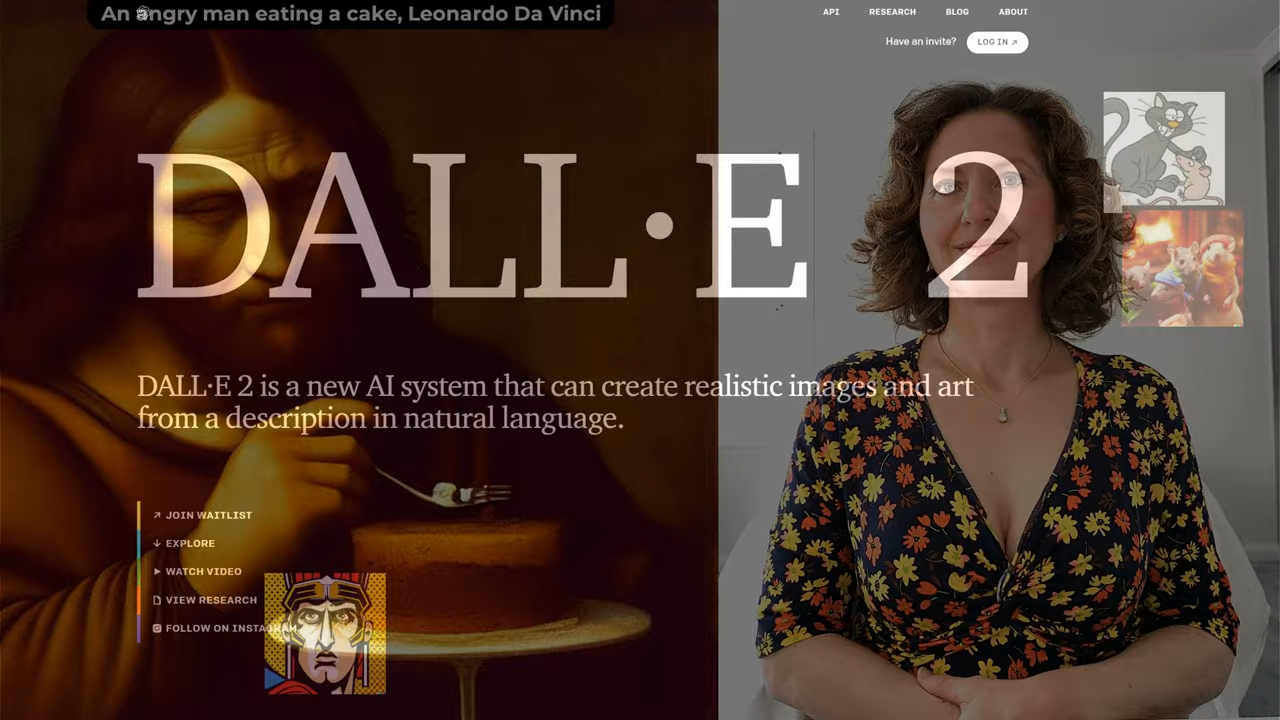 An angry man eating a cake, Leonardo Da Vinci
API RESEARCH BLOG ABOUT
Have an invite? LOG IN ↗
DALL·E 2
DALL·E 2 is a new AI system that can create realistic images and art
from a description in natural language.
↗ JOIN WAITLIST
↓ EXPLORE
▶ WATCH VIDEO
VIEW RESEARCH
FOLLOW ON INSTAGRAM